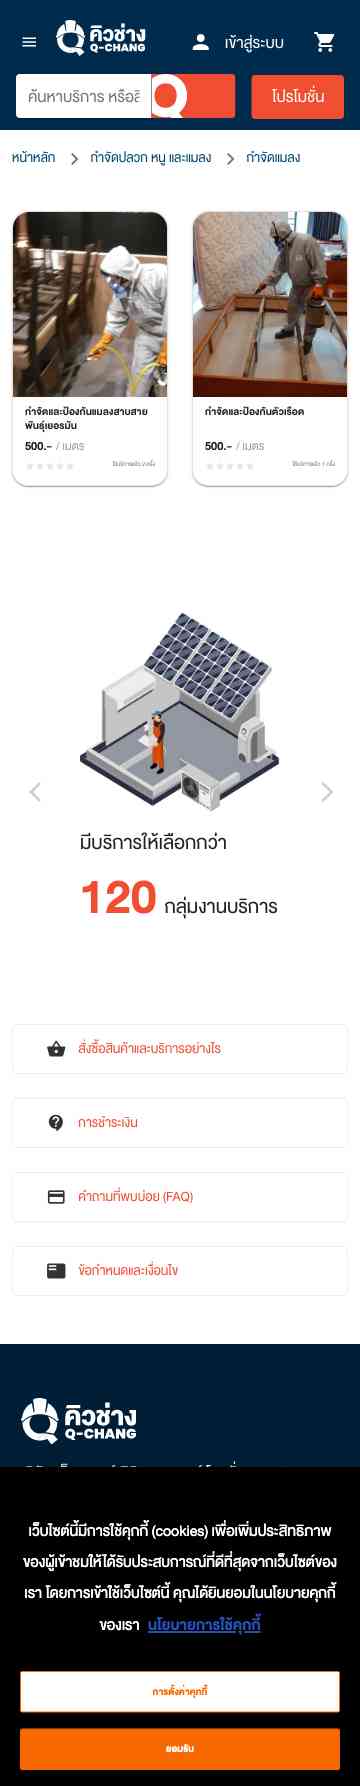 คิวช่าง
Q-CHANG
เข้าสู่ระบบ
ค้นหาบริการ หรือสิ
โปรโมชั่น
หน้าหลัก > กำจัดปลวก หนู และแมลง > กำจัดแมลง
กำจัดและป้องกันแมลงสาบสาย
พันธุ์เยอรมัน
500.- / เมตร
กำจัดและป้องกันตัวเรือด
500.- / เมตร
มีบริการให้เลือกกว่า
120 กลุ่มงานบริการ
สั่งซื้อสินค้าและบริการอย่างไร
การชำระเงิน
คำถามที่พบบ่อย (FAQ)
ข้อกำหนดและเงื่อนไข
คิวช่าง
Q-CHANG
เว็บไซต์นี้มีการใช้คุกกี้ (cookies) เพื่อเพิ่มประสิทธิภาพ
ของผู้เข้าชมให้ได้รับประสบการณ์ที่ดีที่สุดจากเว็บไซต์ของ
เรา โดยการเข้าใช้เว็บไซต์นี้ คุณได้ยินยอมในนโยบายคุกกี้
ของเรา นโยบายการใช้คุกกี้
การตั้งค่าคุกกี้
ยอมรับ